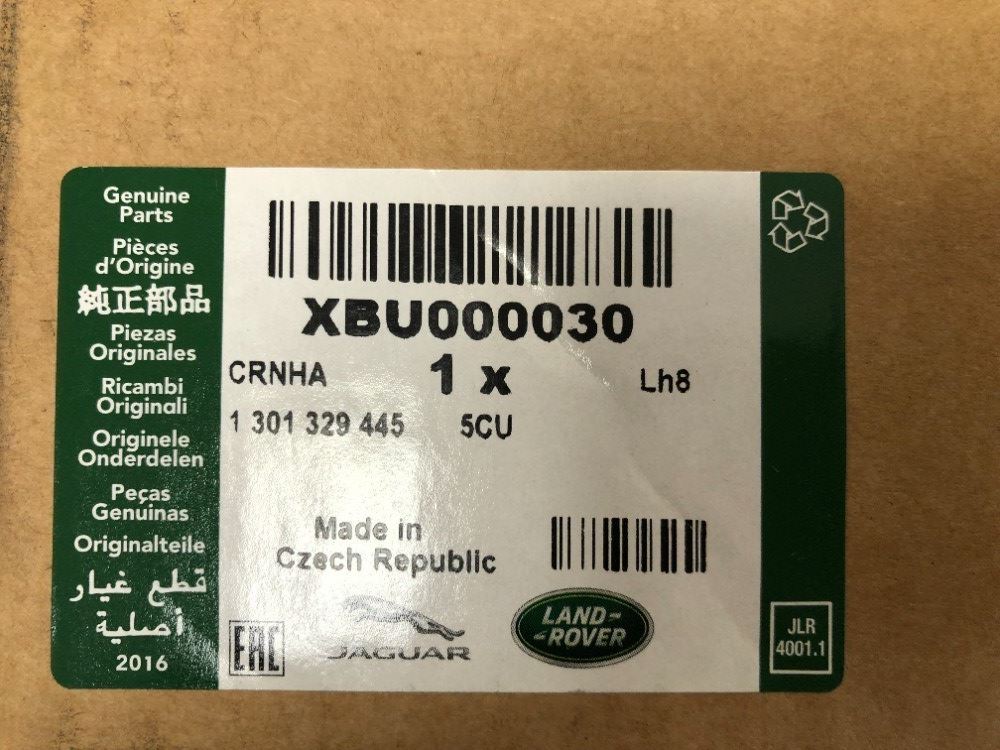 Genuine
Parts
Pièces
d'Origine
純正部品
Piezas
Originales
Ricambi
Originali
Originele
Onderdelen
Peças
Genuinas
Originalteile
قطع غيار
أصلية
2016
XBU000030
CRNHA 1 x Lh8
1 301 329 445 5CU
Made in
Czech Republic
EAC
JAGUAR
LAND-
-ROVER
JLR
4001.1